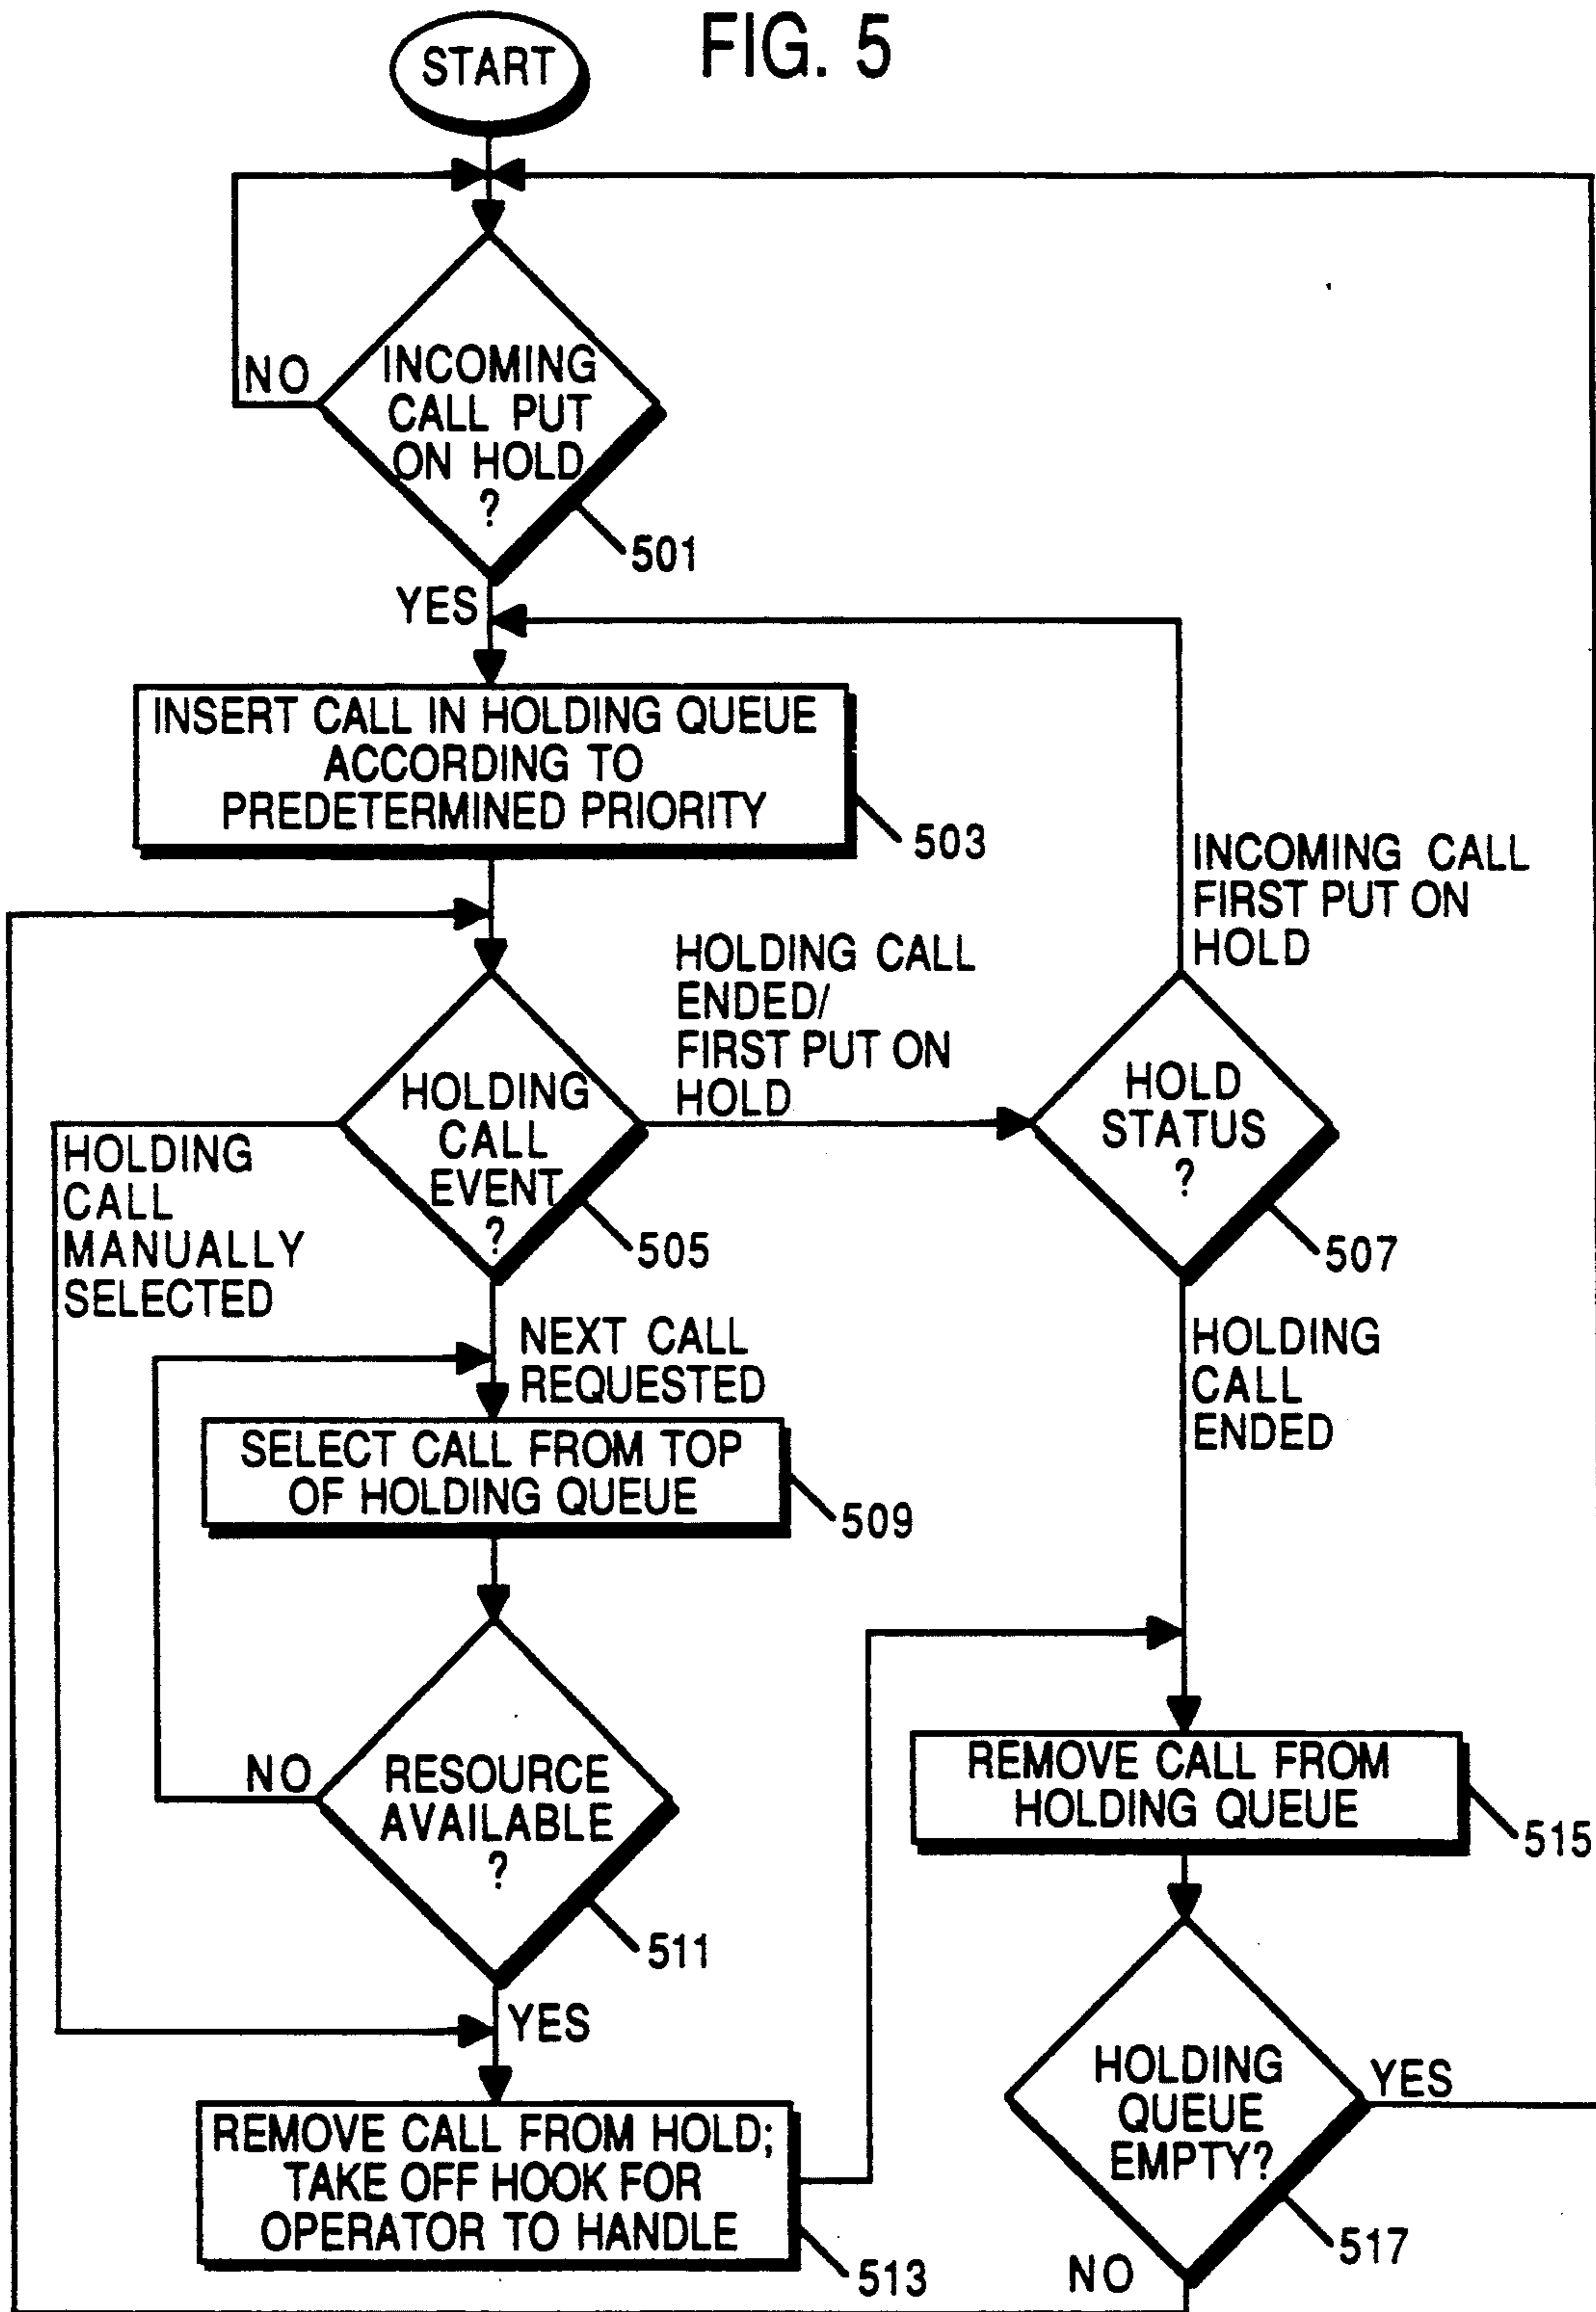 FIG. 5
START
INCOMING
CALL PUT
ON HOLD
?
NO
501
YES
INSERT CALL IN HOLDING QUEUE
ACCORDING TO
PREDETERMINED PRIORITY
503
INCOMING CALL
FIRST PUT ON
HOLD
HOLDING CALL
ENDED/
FIRST PUT ON
HOLD
HOLDING
CALL
EVENT
?
505
HOLD
STATUS
?
507
HOLDING
CALL
MANUALLY
SELECTED
NEXT CALL
REQUESTED
HOLDING
CALL
ENDED
SELECT CALL FROM TOP
OF HOLDING QUEUE
509
NO
RESOURCE
AVAILABLE
?
511
YES
REMOVE CALL FROM
HOLDING QUEUE
515
REMOVE CALL FROM HOLD;
TAKE OFF HOOK FOR
OPERATOR TO HANDLE
513
HOLDING
QUEUE
EMPTY?
YES
517
NO